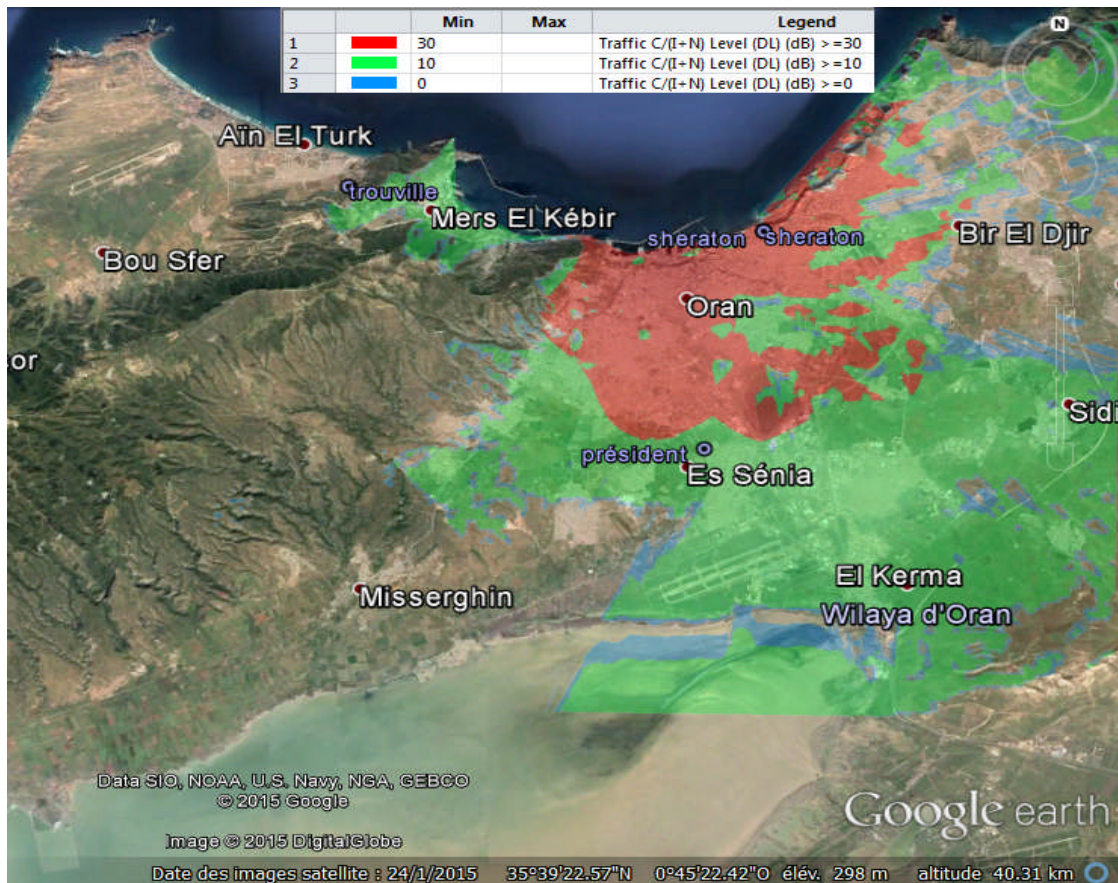 Min Max Legend
1 30 Traffic C/(I+N) Level (DL) (dB) >=30
2 10 Traffic C/(I+N) Level (DL) (dB) >=10
3 0 Traffic C/(I+N) Level (DL) (dB) >=0
N
Aïn El Turk
trouville
Mers El Kébir
sheraton sheraton
Bir El Djir
Bou Sfer
Oran
cor
Sidi
président
Es Sénia
El Kerma
Misserghin
Wilaya d'Oran
Data SIO, NOAA, U.S. Navy, NGA, GEBCO
© 2015 Google
Image © 2015 DigitalGlobe
Google earth
Date des images satellite : 24/1/2015 35°39'22.57"N 0°45'22.42"O élév. 298 m altitude 40.31 km